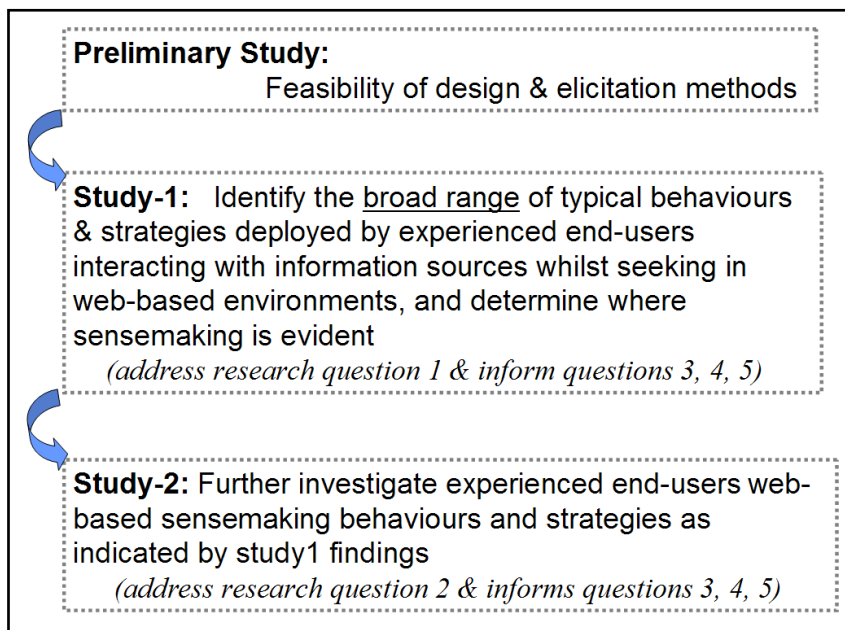 Preliminary Study:
Feasibility of design & elicitation methods
Study-1: Identify the broad range of typical behaviours
& strategies deployed by experienced end-users
interacting with information sources whilst seeking in
web-based environments, and determine where
sensemaking is evident
(address research question 1 & inform questions 3, 4, 5)
Study-2: Further investigate experienced end-users web-
based sensemaking behaviours and strategies as
indicated by study1 findings
(address research question 2 & informs questions 3, 4, 5)